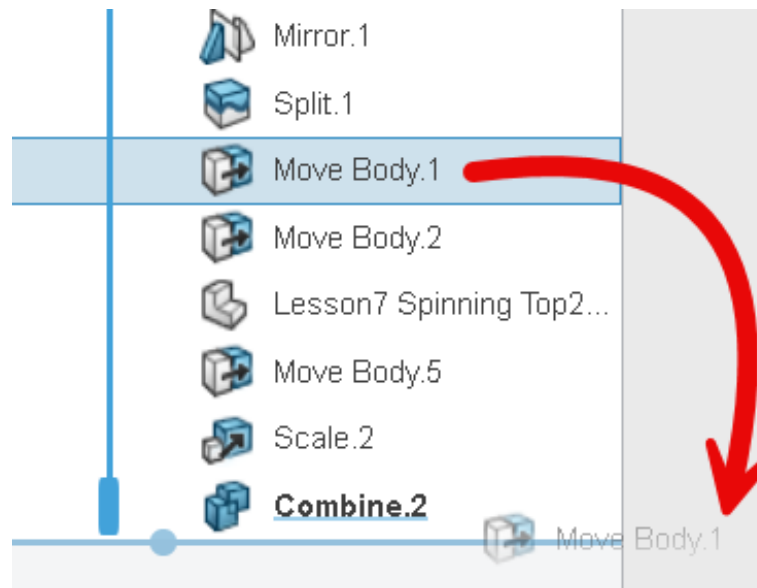 Mirror.1
Split.1
Move Body.1
Move Body.2
Lesson7 Spinning Top2...
Move Body.5
Scale.2
Combine.2
Move Body.1